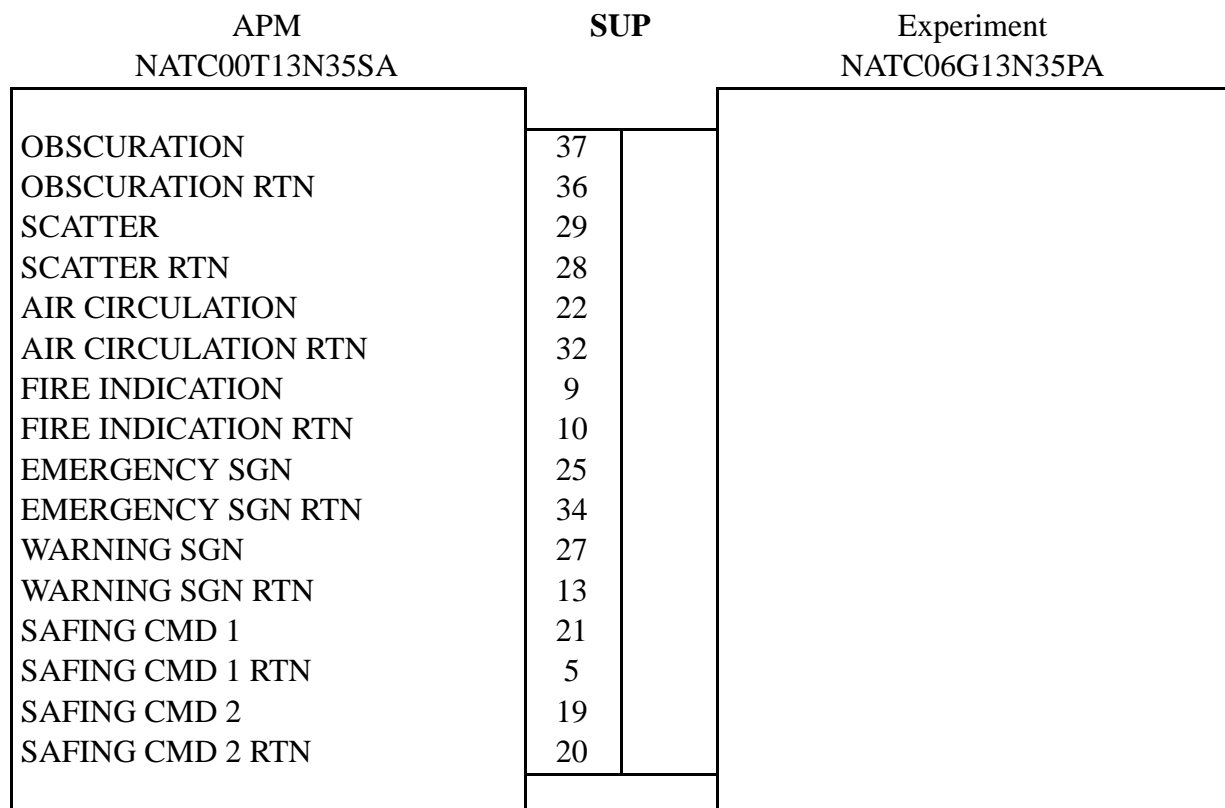 APM SUP Experiment
NATC00T13N35SA NATC06G13N35PA
OBSCURATION 37
OBSCURATION RTN 36
SCATTER 29
SCATTER RTN 28
AIR CIRCULATION 22
AIR CIRCULATION RTN 32
FIRE INDICATION 9
FIRE INDICATION RTN 10
EMERGENCY SGN 25
EMERGENCY SGN RTN 34
WARNING SGN 27
WARNING SGN RTN 13
SAFING CMD 1 21
SAFING CMD 1 RTN 5
SAFING CMD 2 19
SAFING CMD 2 RTN 20